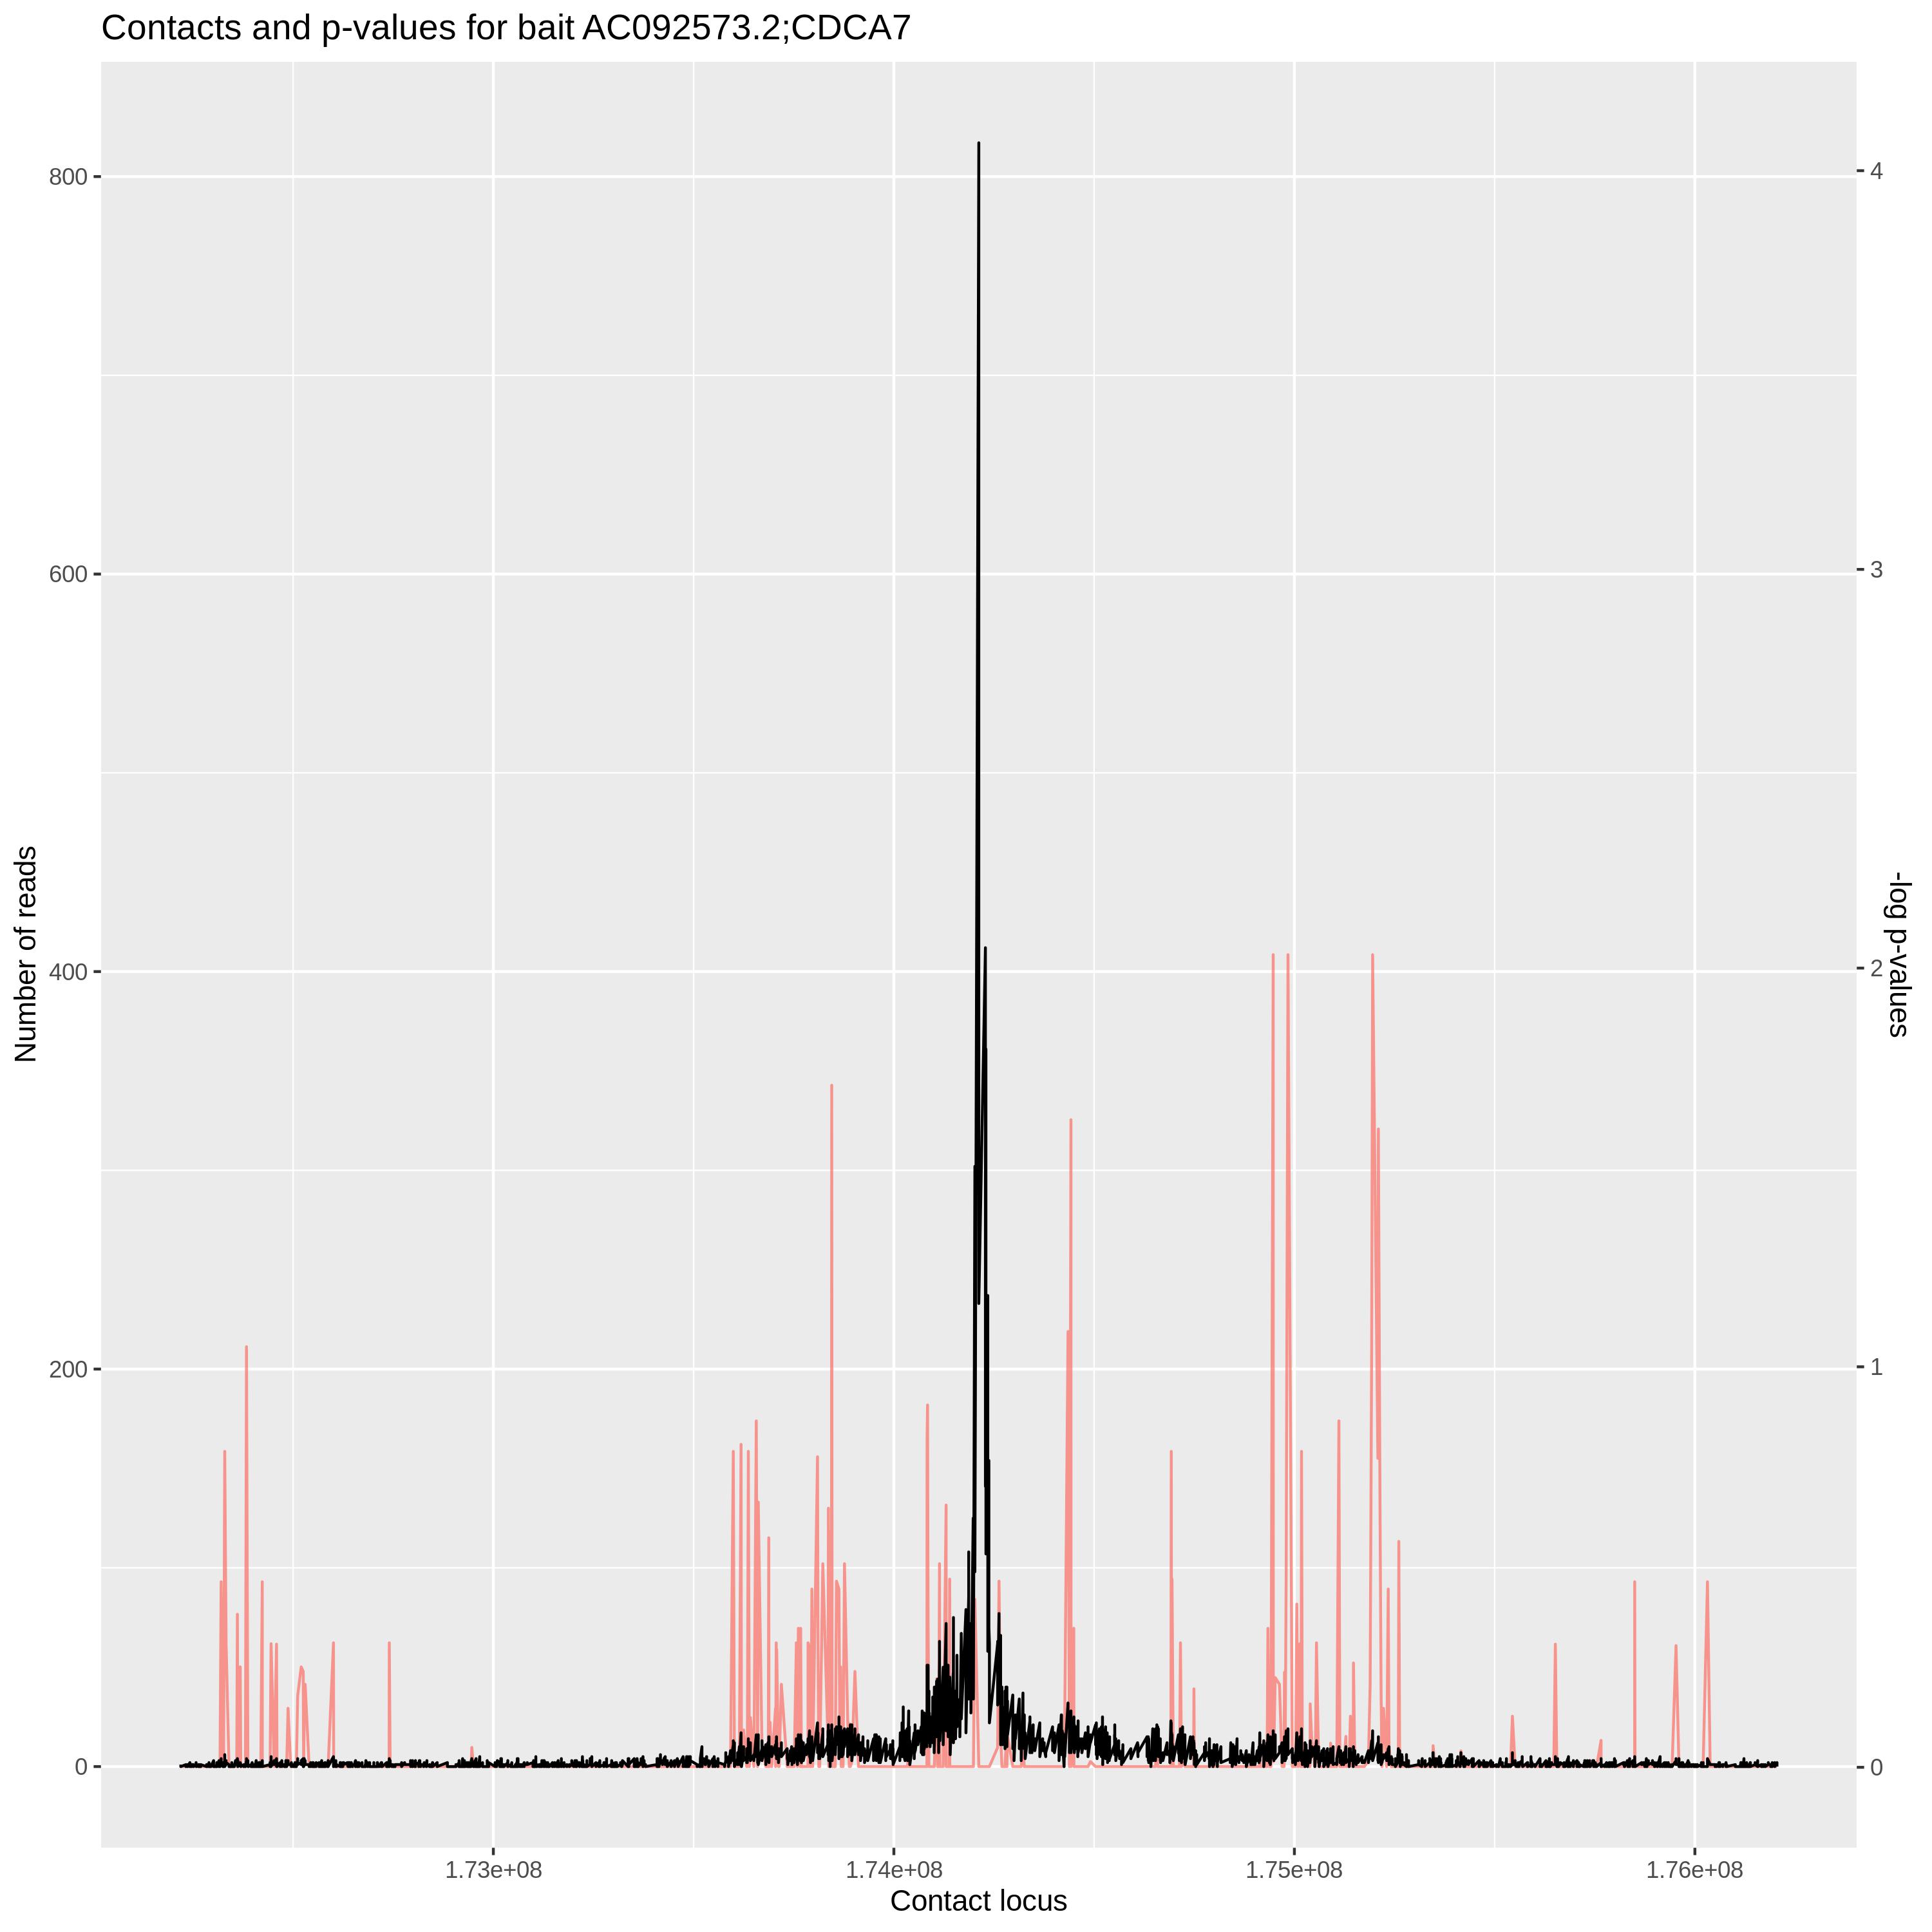 Contacts and p-values for bait AC092573.2;CDCA7
800
600
400
200
0
Number of reads
4
3
2
1
0
-log p-values
1.73e+08
1.74e+08
1.75e+08
1.76e+08
Contact locus